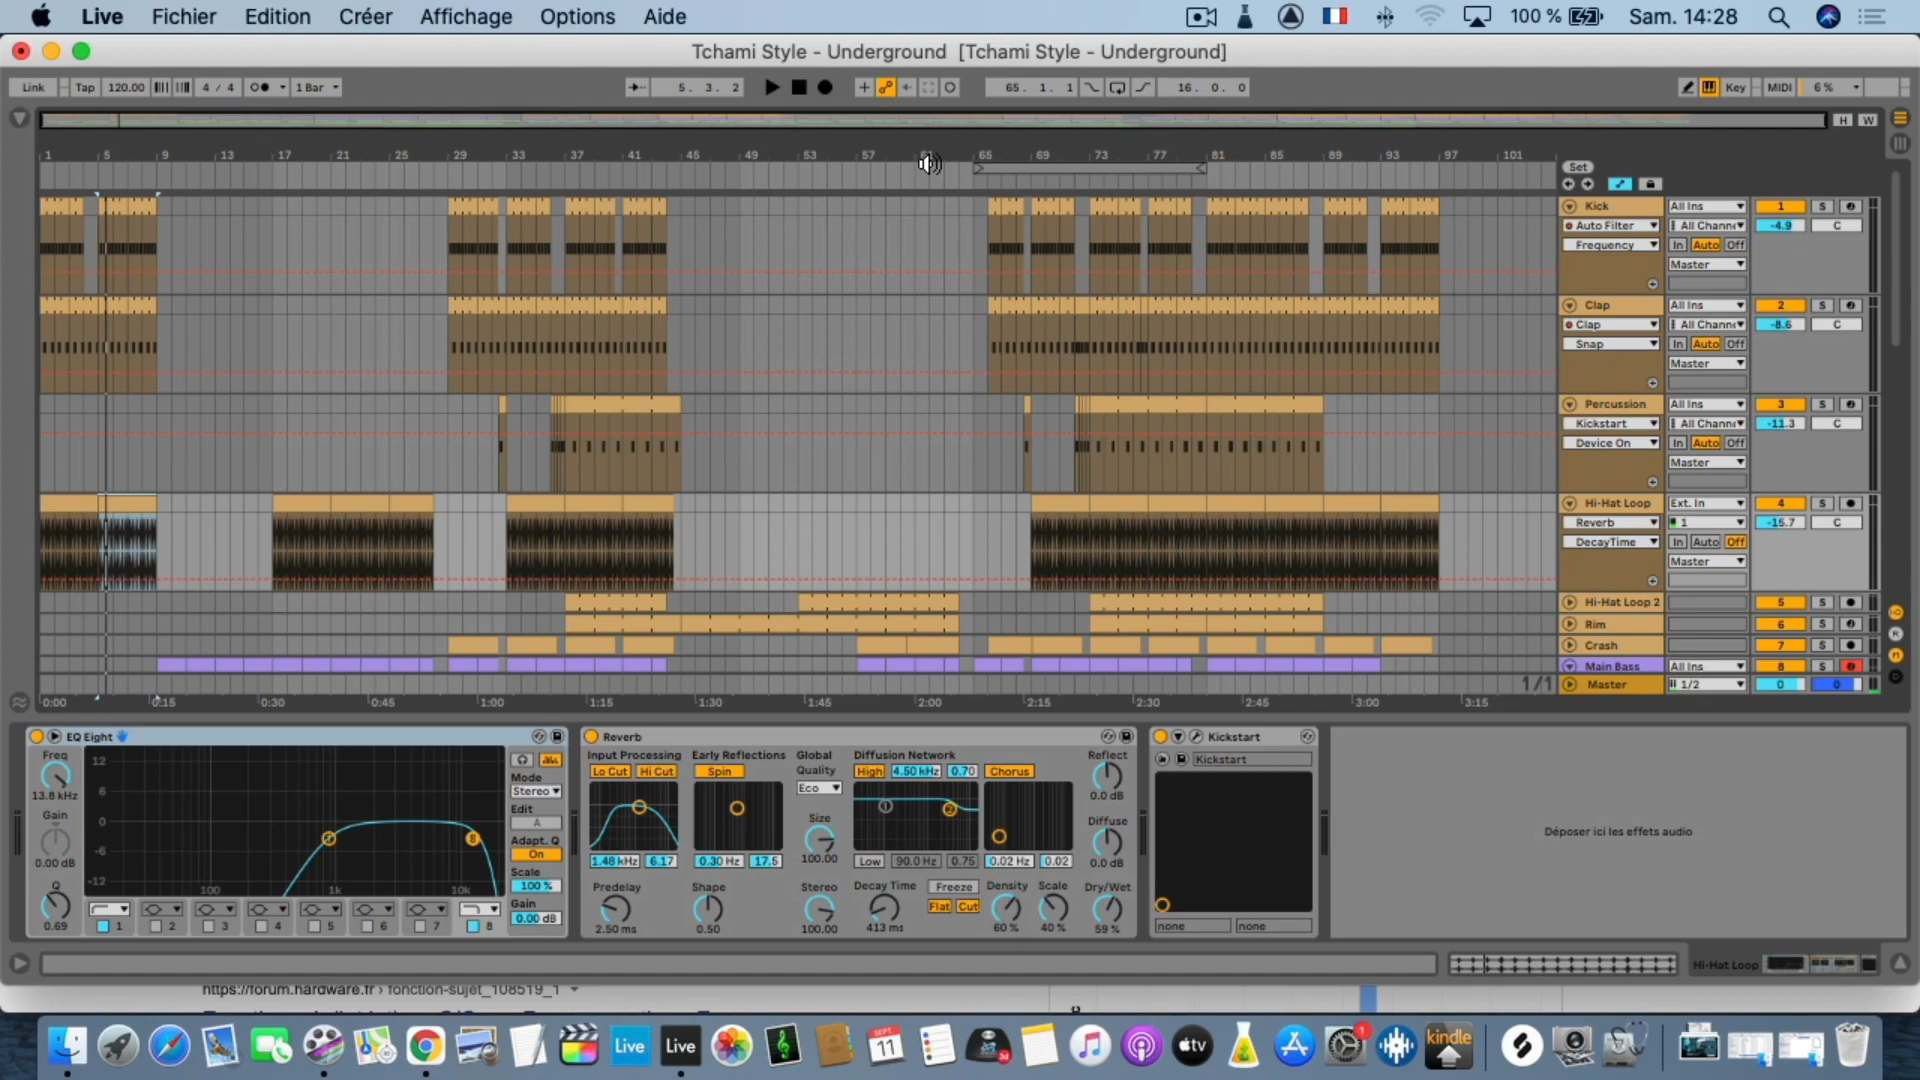 Live Fichier Edition Créer Affichage Options Aide 100 % Sam. 14:28
Tchami Style - Underground [Tchami Style - Underground]
Link Tap 120.00 4 / 4 1 Bar 5. 3. 2 65. 1. 1 16. 0. 0 Key MIDI 6 %
H W
1 5 9 13 17 21 25 29 33 37 41 45 49 53 57 65 69 73 77 81 85 89 93 97 101
Set
Kick All Ins 1 S
Auto Filter All Chann -4.9 C
Frequency In Auto Off
Master
Clap All Ins 2 S
Clap All Chann -8.6 C
Snap In Auto Off
Master
Percussion All Ins 3 S
Kickstart All Chann -11.3 C
Device On In Auto Off
Master
Hi-Hat Loop Ext. In 4 S
Reverb 1 -15.7 C
DecayTime In Auto Off
Master
Hi-Hat Loop 2 5 S
Rim 6 S
Crash 7 S
Main Bass All Ins 8 S
1/1 Master 1/2 0 0
0:00 0:15 0:30 0:45 1:00 1:15 1:30 1:45 2:00 2:15 2:30 2:45 3:00 3:15
EQ Eight
Freq
13.8 kHz
Gain
0.00 dB
Q
0.69
12
6
0
-6
-12
100 1k 10k
1 2 3 4 5 6 7 8
Mode
Stereo
Edit
A
Adapt. Q
On
Scale
100 %
Gain
0.00 dB
Reverb
Input Processing Early Reflections Global Diffusion Network Reflect
Lo Cut Hi Cut Spin Quality High 4.50 kHz 0.70 Chorus
Eco 0.0 dB
Size Diffuse
100.00 0.0 dB
1.48 kHz 6.17 0.30 Hz 17.5 Low 90.0 Hz 0.75 0.02 Hz 0.02
Predelay Shape Stereo Decay Time Freeze Density Scale Dry/Wet
Flat Cut
2.50 ms 0.50 100.00 413 ms 60 % 40 % 59 %
Kickstart
Kickstart
none none
Déposer ici les effets audio
Hi-Hat Loop
https://forum.hardware.fr › fonction-sujet_108519_1
Live Live SEPT. 11 tv 1 kindle